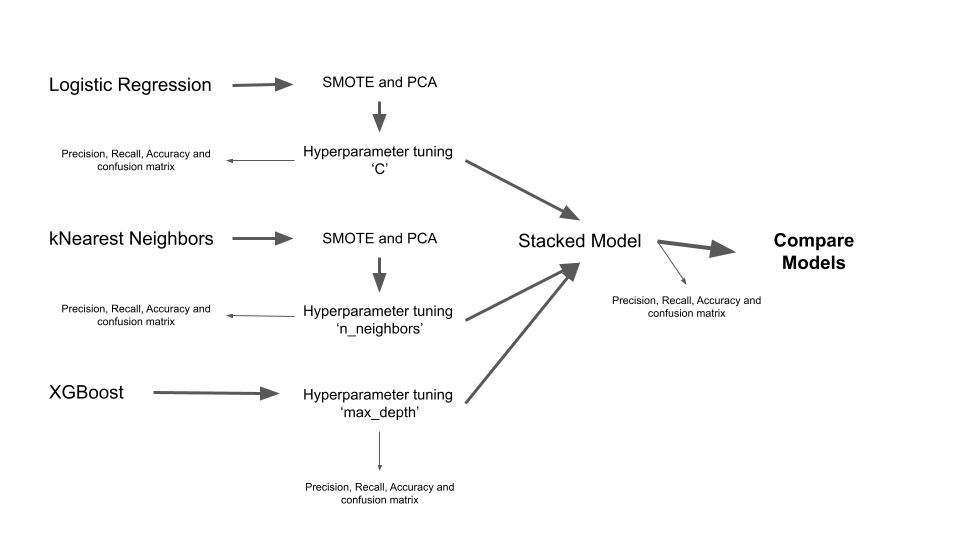 Logistic Regression
SMOTE and PCA
Precision, Recall, Accuracy and
confusion matrix
Hyperparameter tuning
‘C’
kNearest Neighbors
SMOTE and PCA
Stacked Model
Compare
Models
Precision, Recall, Accuracy and
confusion matrix
Hyperparameter tuning
‘n_neighbors’
Precision, Recall, Accuracy and
confusion matrix
XGBoost
Hyperparameter tuning
‘max_depth’
Precision, Recall, Accuracy and
confusion matrix